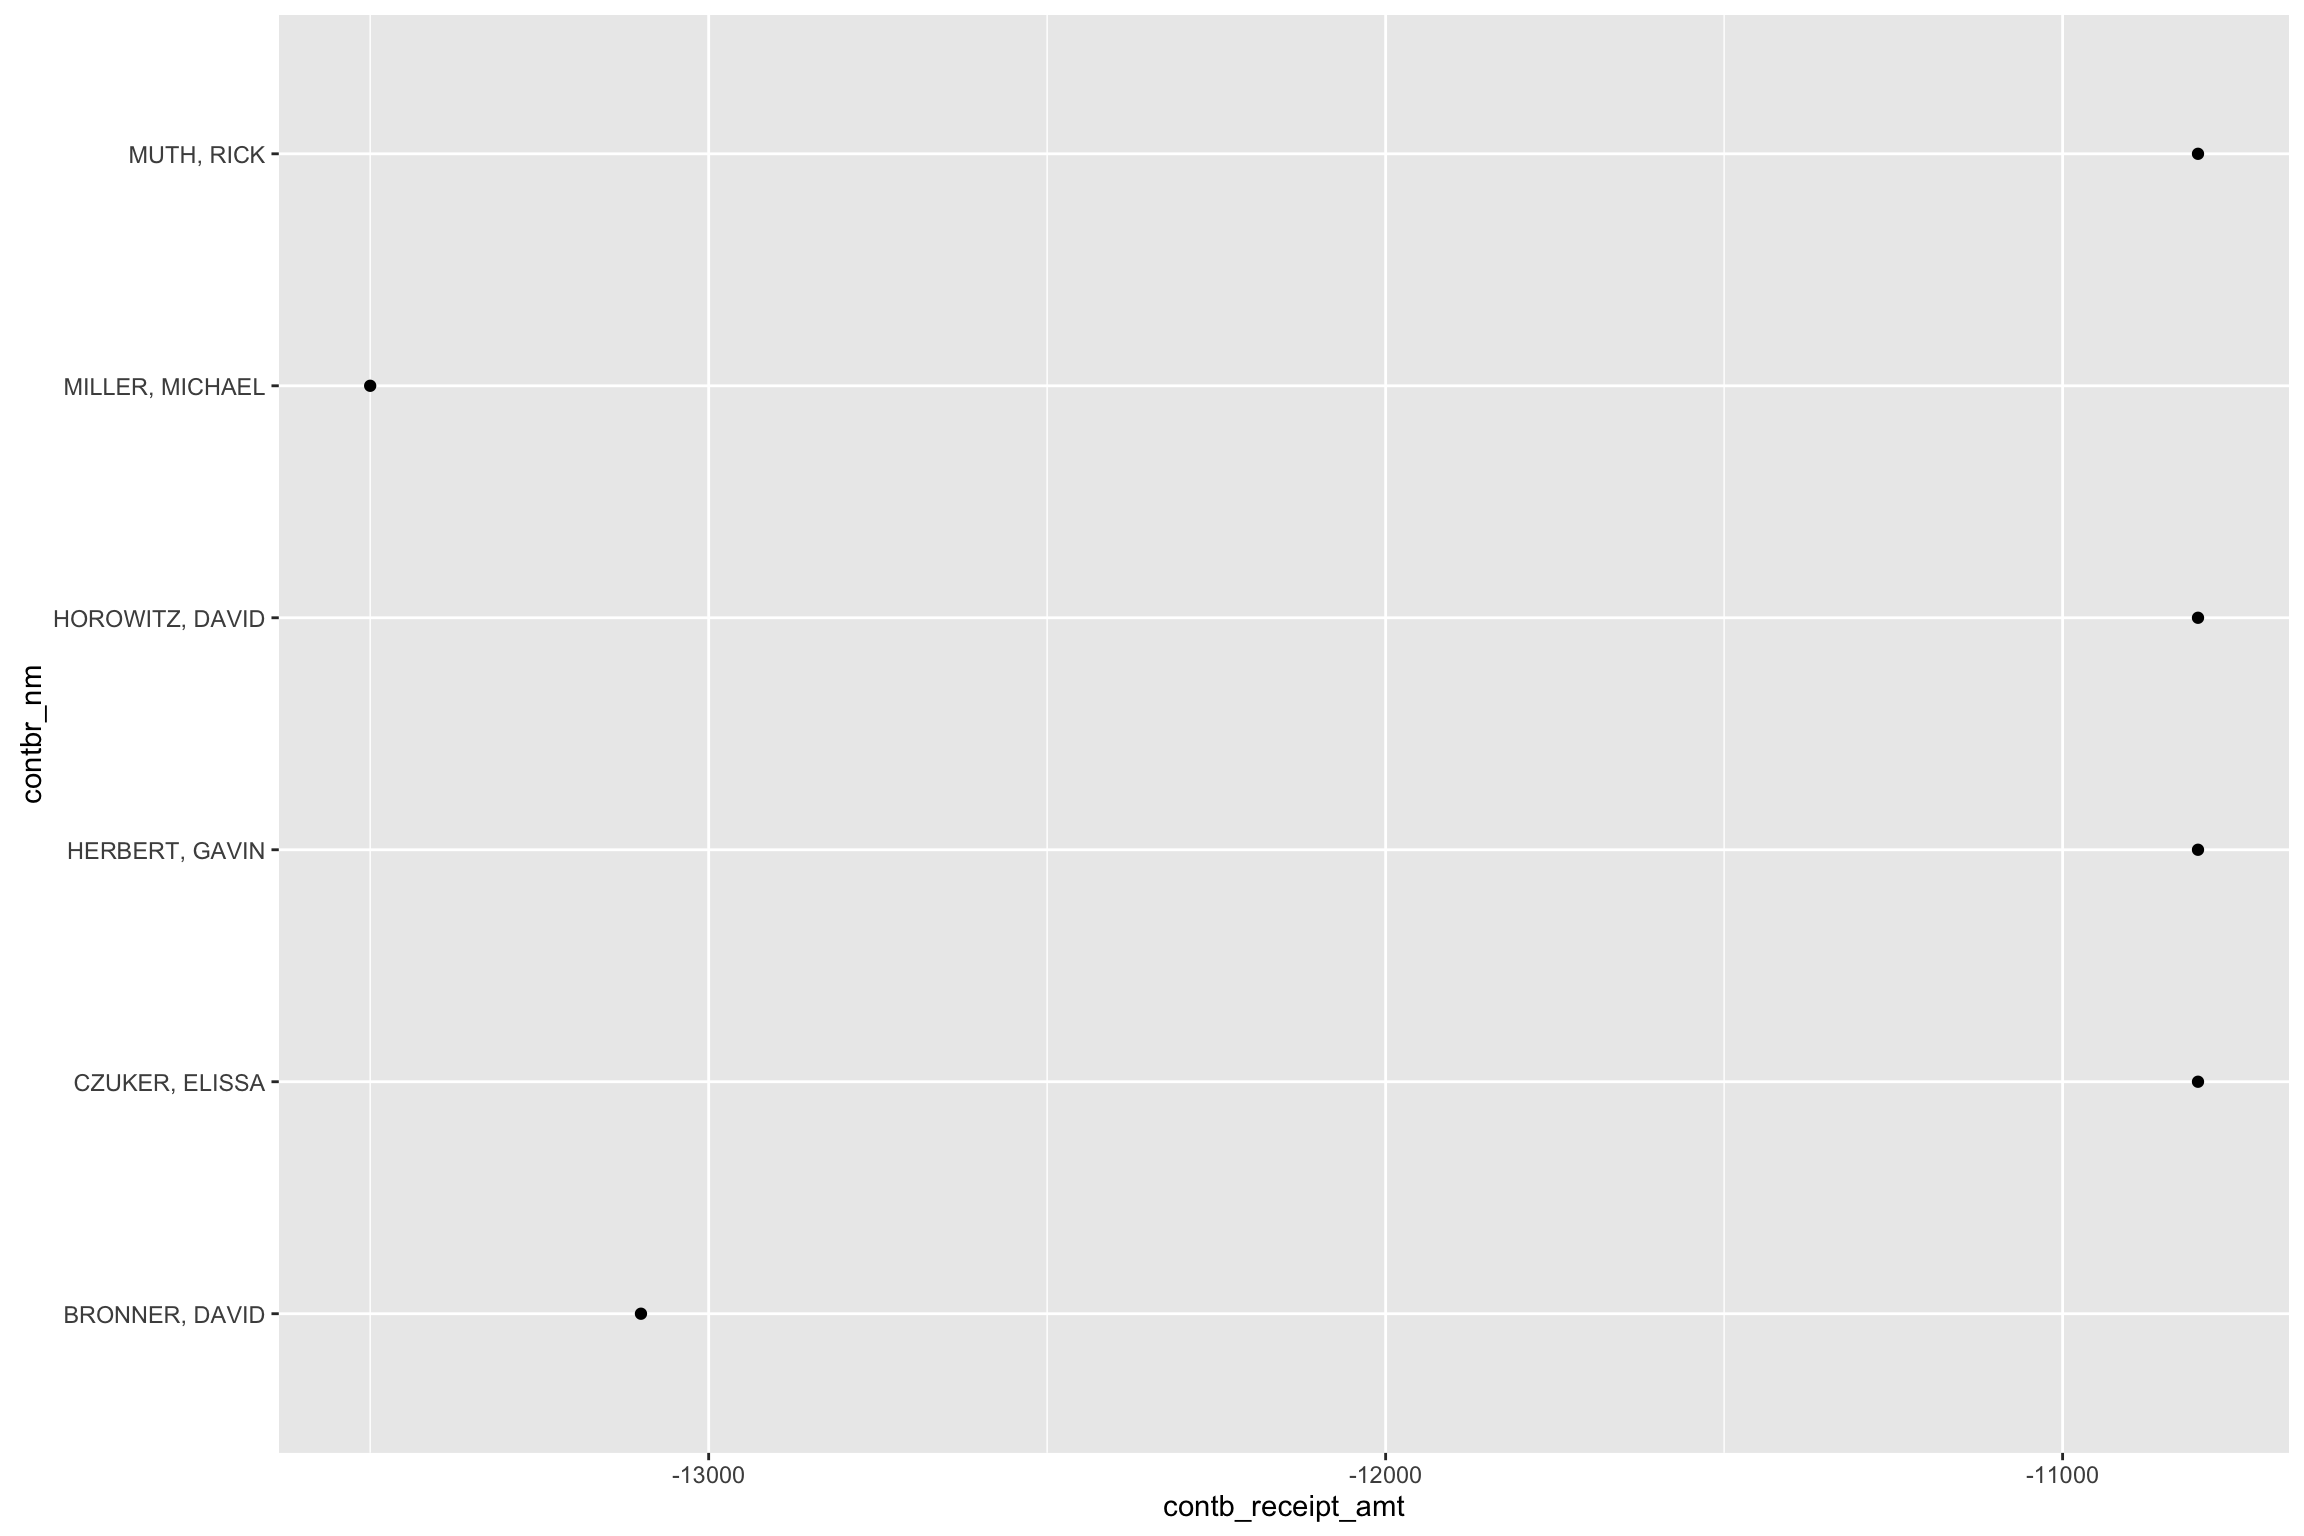 MUTH, RICK
MILLER, MICHAEL
HOROWITZ, DAVID
HERBERT, GAVIN
CZUKER, ELISSA
BRONNER, DAVID
contbr_nm
-13000
-12000
-11000
contb_receipt_amt